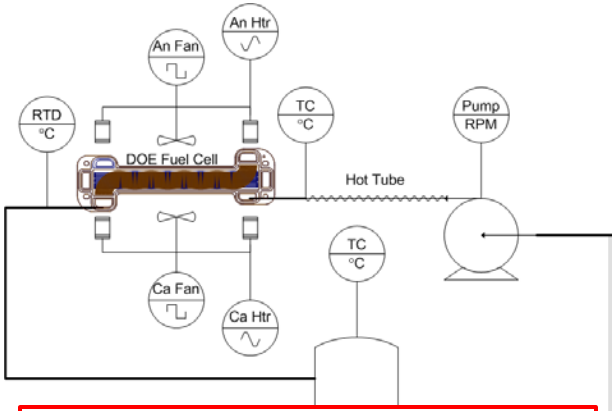 An Htr
An Fan
RTD
°C
TC
°C
Pump
RPM
DOE Fuel Cell
Hot Tube
Ca Fan
Ca Htr
TC
°C